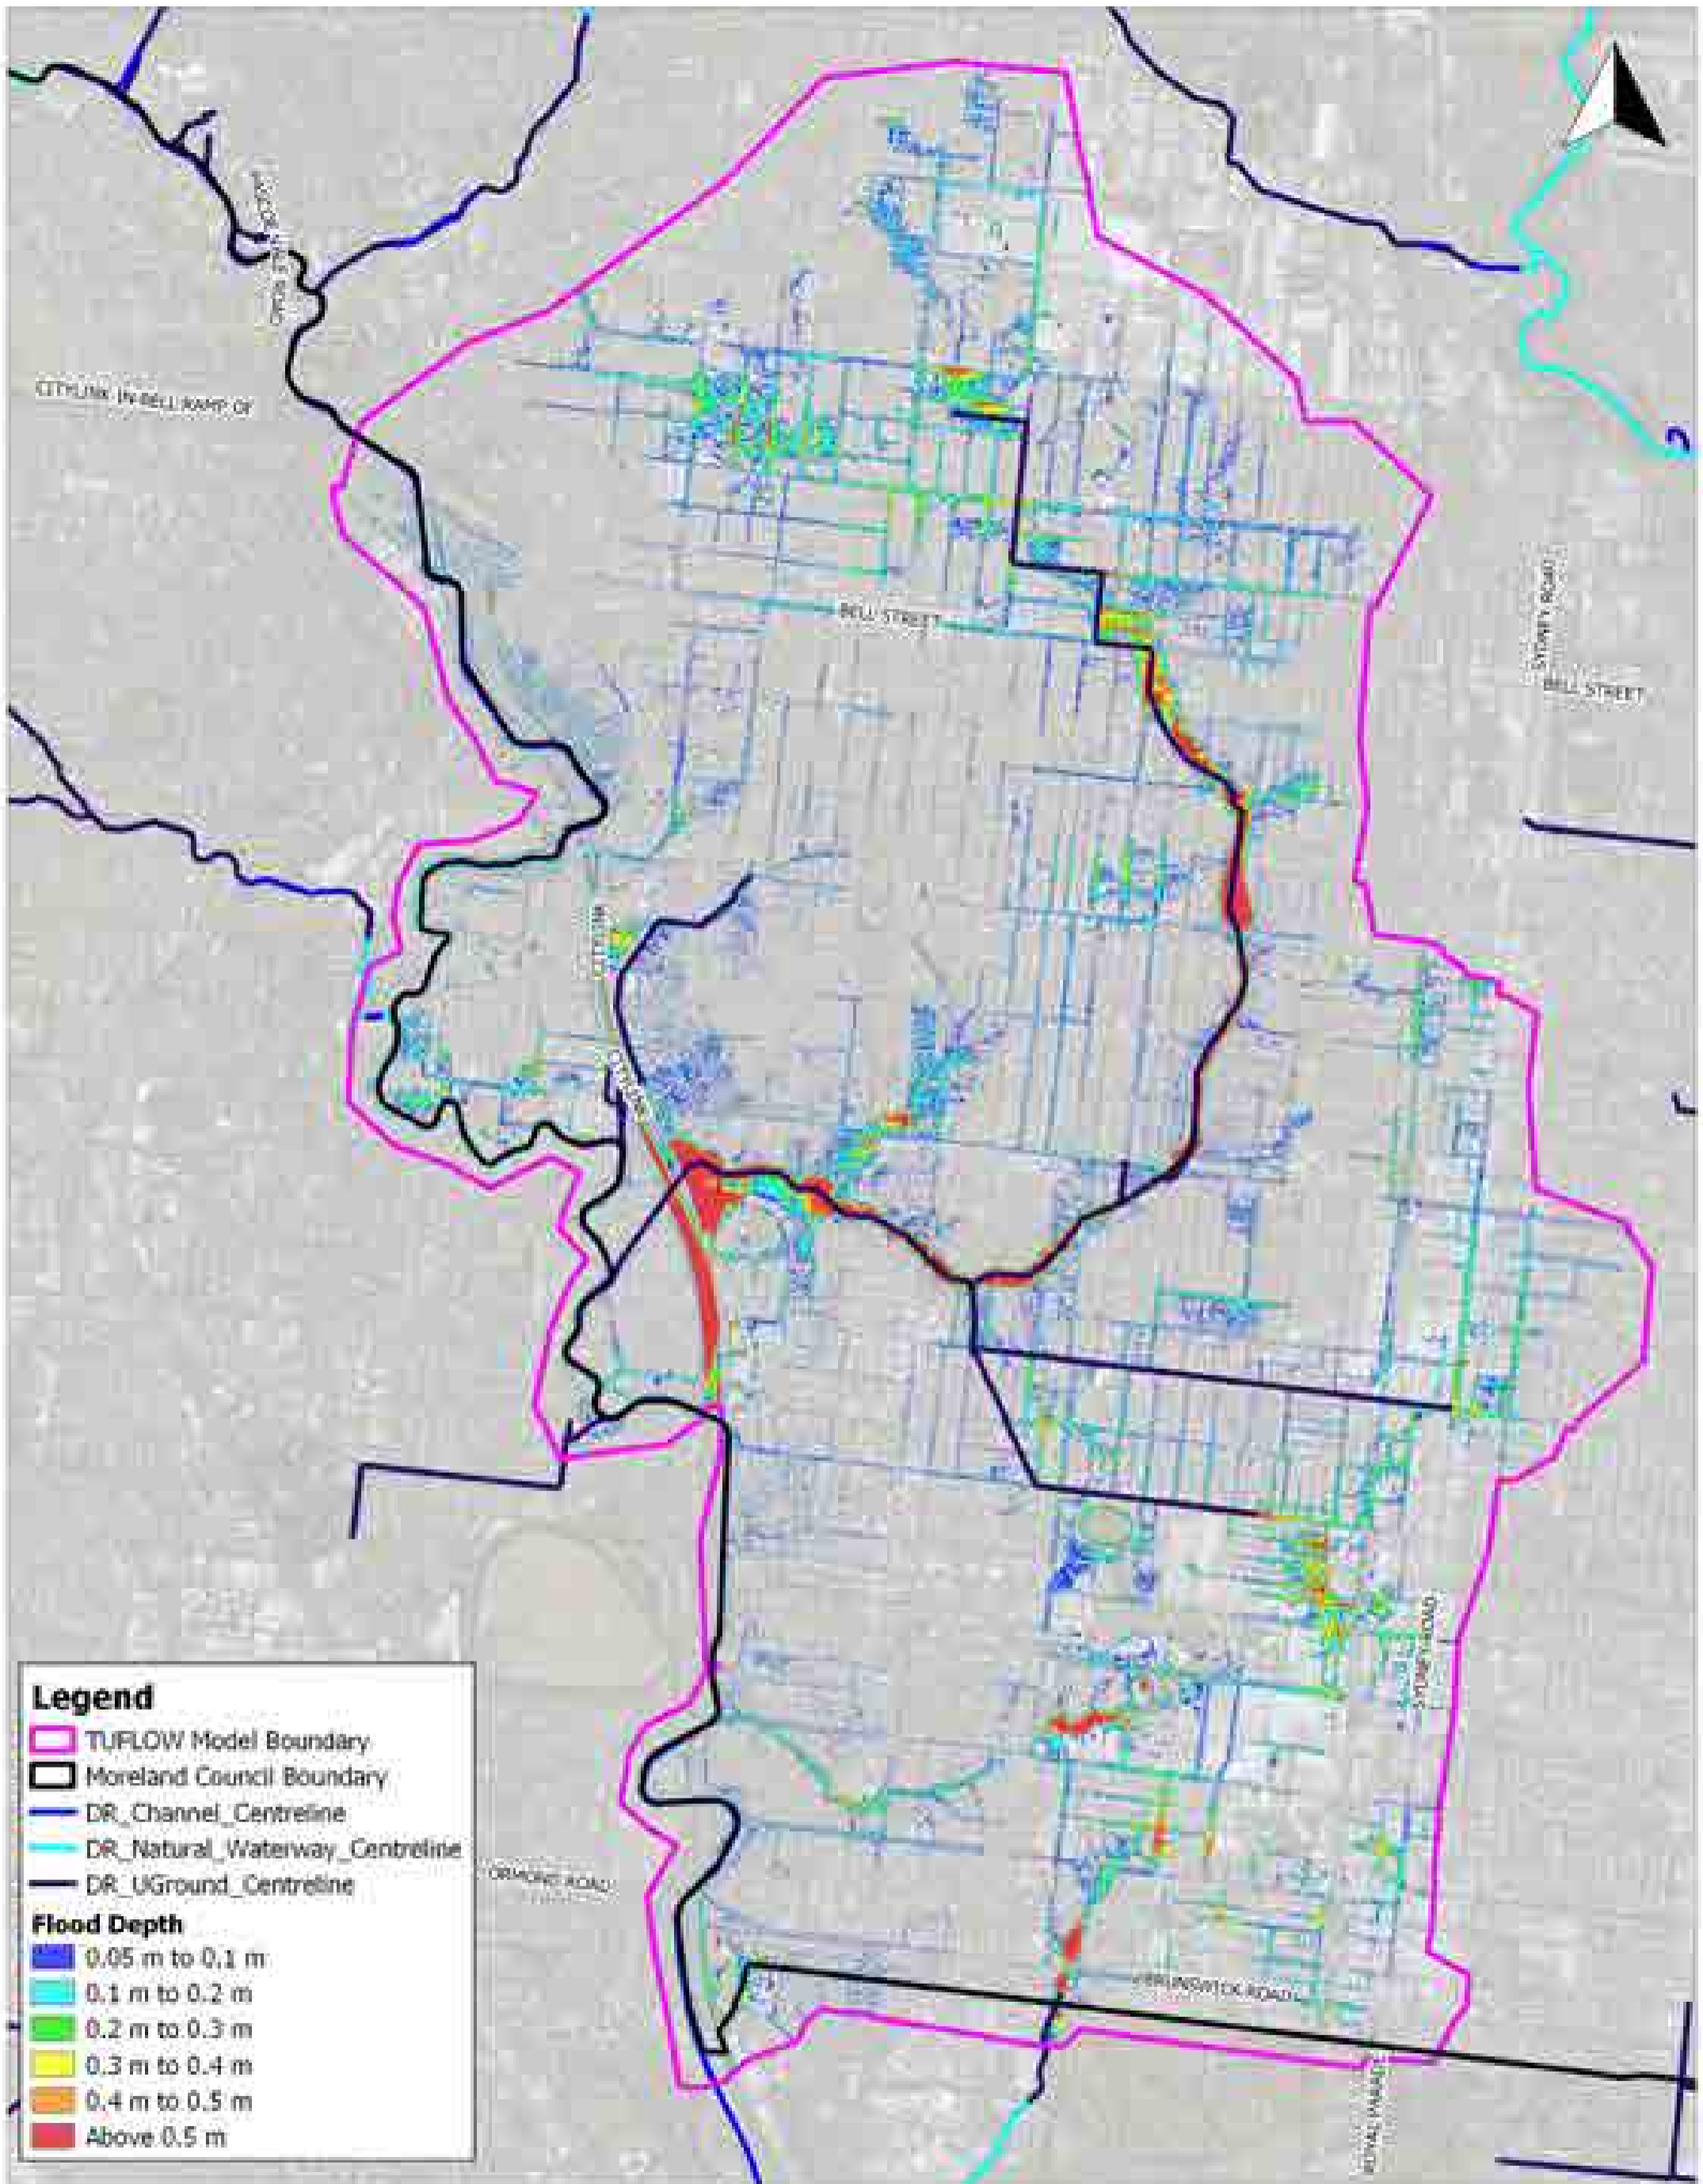 CITYLINK IN-BELL RAMP OF
BELL STREET
SYDNEY ROAD
BELL STREET
CITYLINK
SYDNEY ROAD
ORMOND ROAD
BRUNSWICK ROAD
ROYAL PARADE
Legend
TUFLOW Model Boundary
Moreland Council Boundary
DR_Channel_Centreline
DR_Natural_Waterway_Centreline
DR_UGround_Centreline
Flood Depth
0.05 m to 0.1 m
0.1 m to 0.2 m
0.2 m to 0.3 m
0.3 m to 0.4 m
0.4 m to 0.5 m
Above 0.5 m